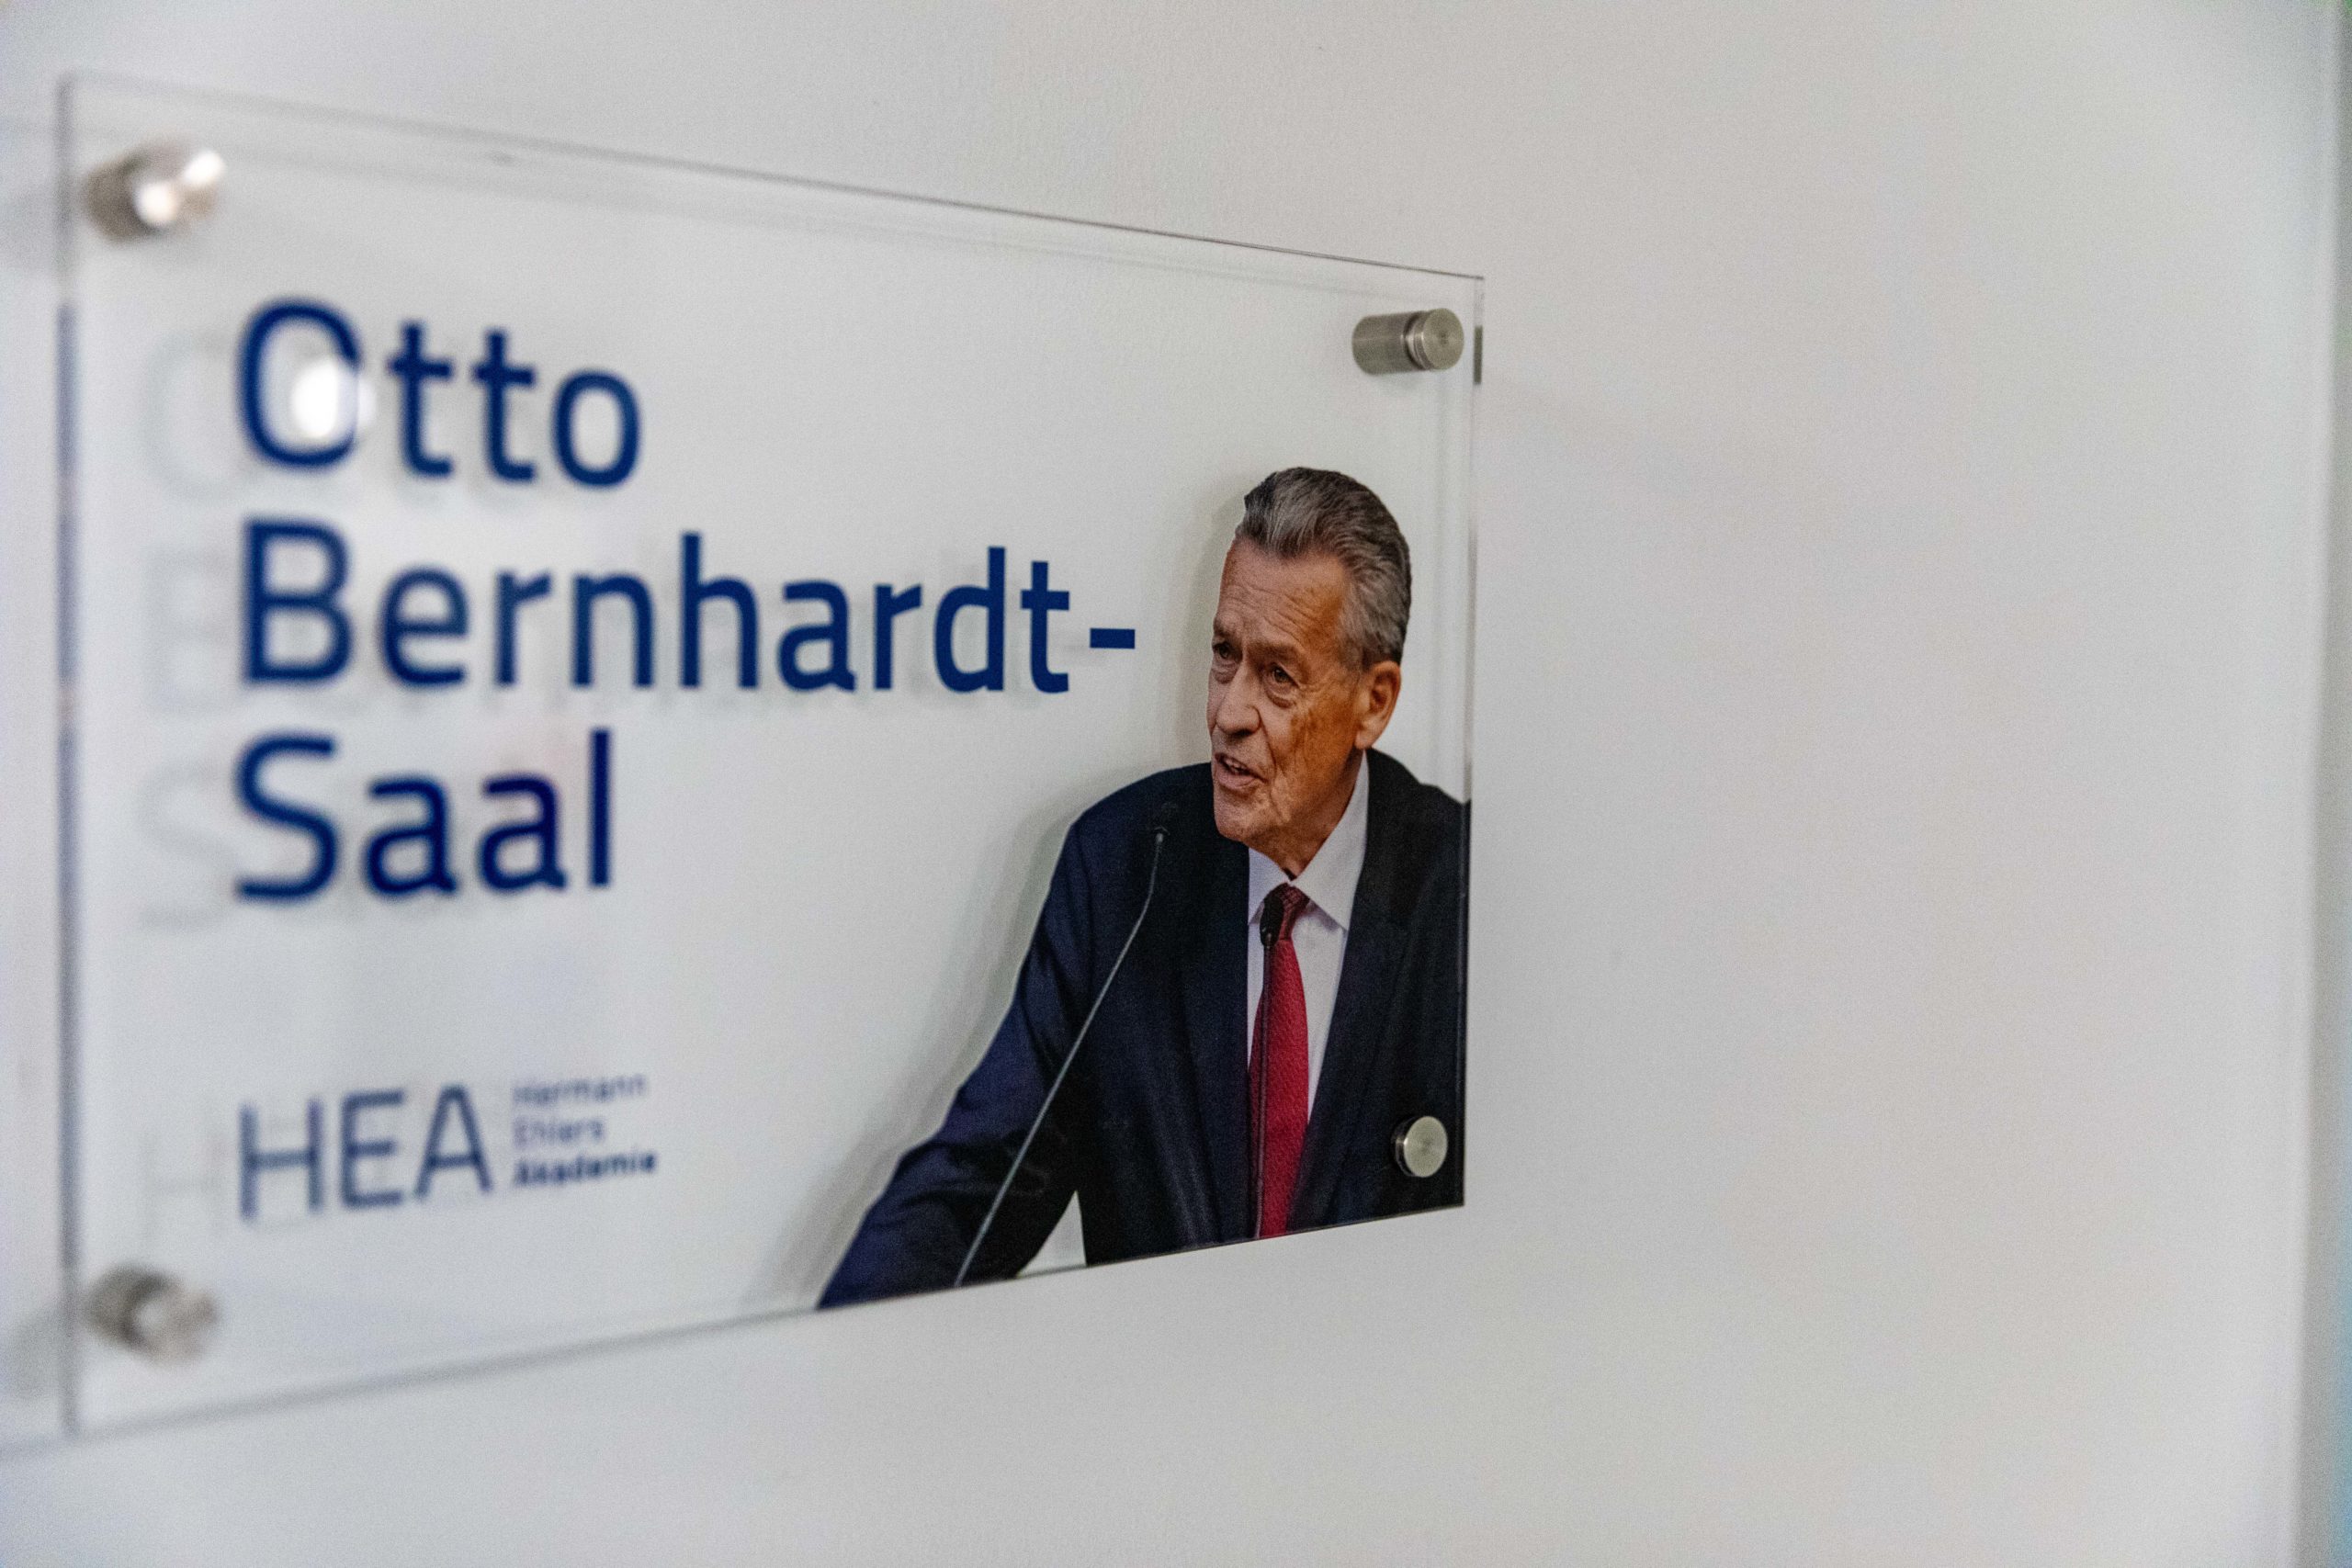 Otto
Bernhardt-
Saal
HEA
Hermann
Ehlers
Akademie